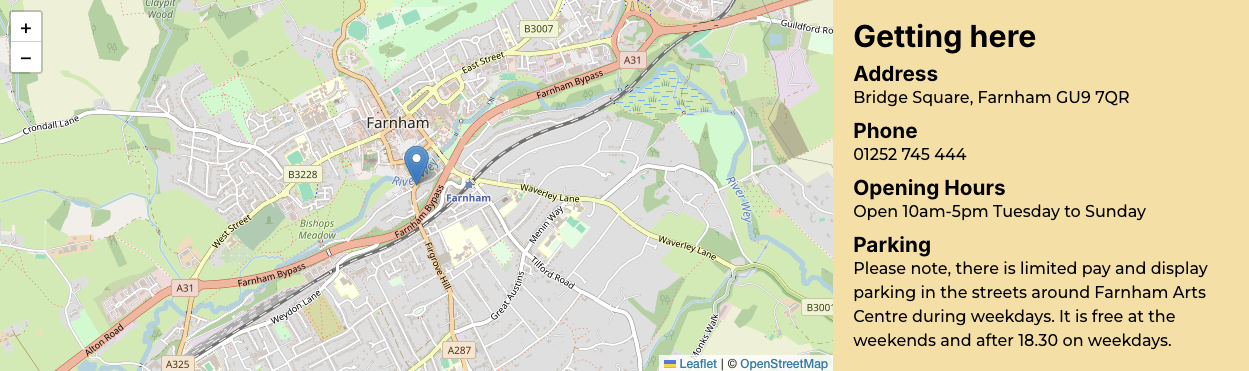 +
−
Claypit
Wood
B3007
Guildford Ro
East Street
A31
Farnham Bypass
Crondall Lane
Farnham
B3228
River Wey
Waverley Lane
Farnham
River Wey
West Street
Bishops
Meadow
Farnham Bypass
Menin Way
Waverley Lane
Firgrove Hill
Farnham Bypass
Tilford Road
A31
Weydon Lane
Great Austins
B3001
Alton Road
Monks Walk
A287
A325
Leaflet | © OpenStreetMap
Getting here
Address
Bridge Square, Farnham GU9 7QR
Phone
01252 745 444
Opening Hours
Open 10am-5pm Tuesday to Sunday
Parking
Please note, there is limited pay and display
parking in the streets around Farnham Arts
Centre during weekdays. It is free at the
weekends and after 18.30 on weekdays.